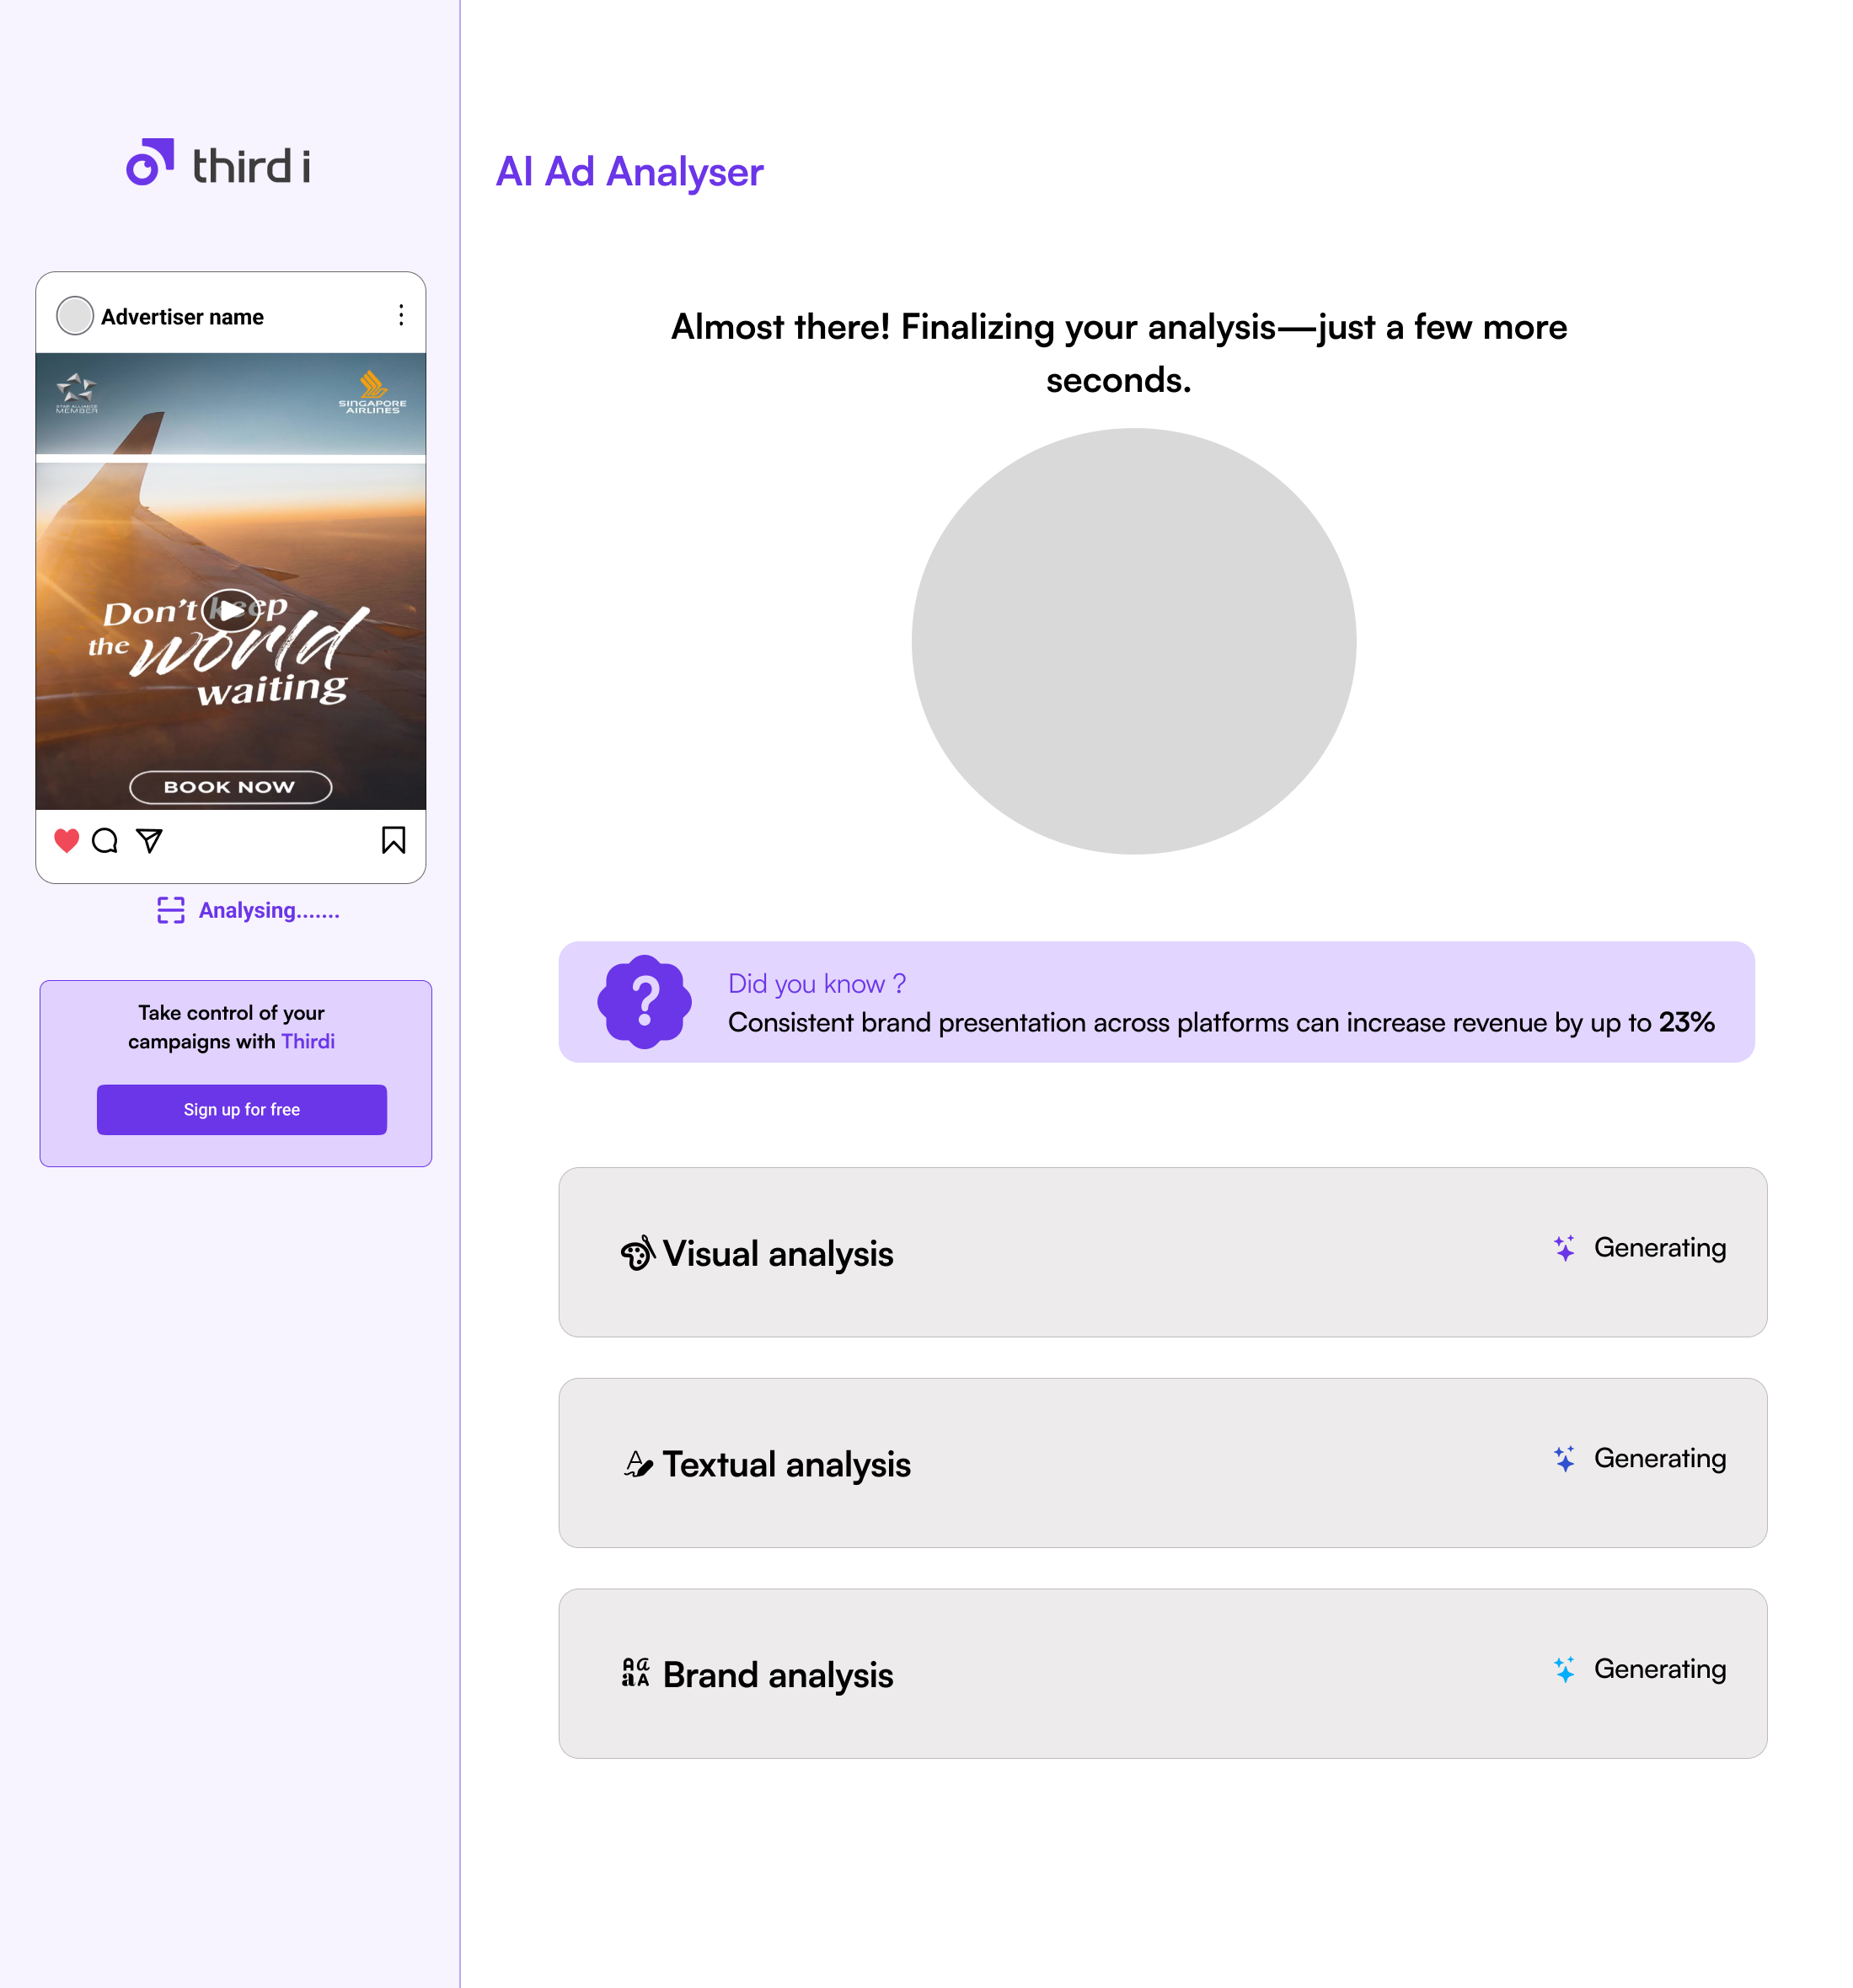 third i
Advertiser name
STAR ALLIANCE
MEMBER
SINGAPORE
AIRLINES
Don't keep
the world
waiting
BOOK NOW
Analysing.......
Take control of your
campaigns with Thirdi
Sign up for free
AI Ad Analyser
Almost there! Finalizing your analysis—just a few more
seconds.
Did you know ?
Consistent brand presentation across platforms can increase revenue by up to 23%
Visual analysis
Generating
Textual analysis
Generating
Brand analysis
Generating